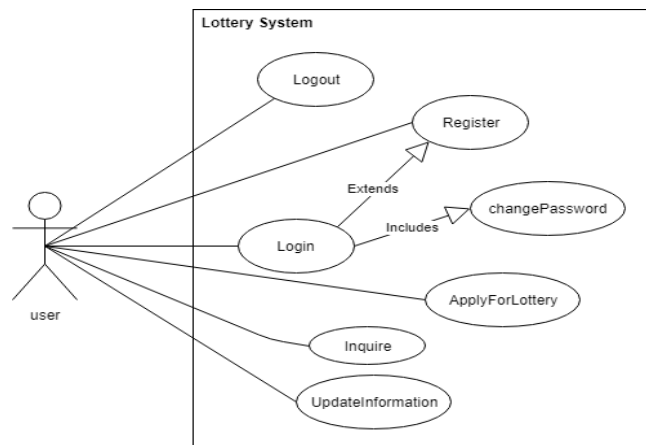 Lottery System
Logout
Register
Extends
changePassword
Includes
Login
ApplyForLottery
user
Inquire
UpdateInformation